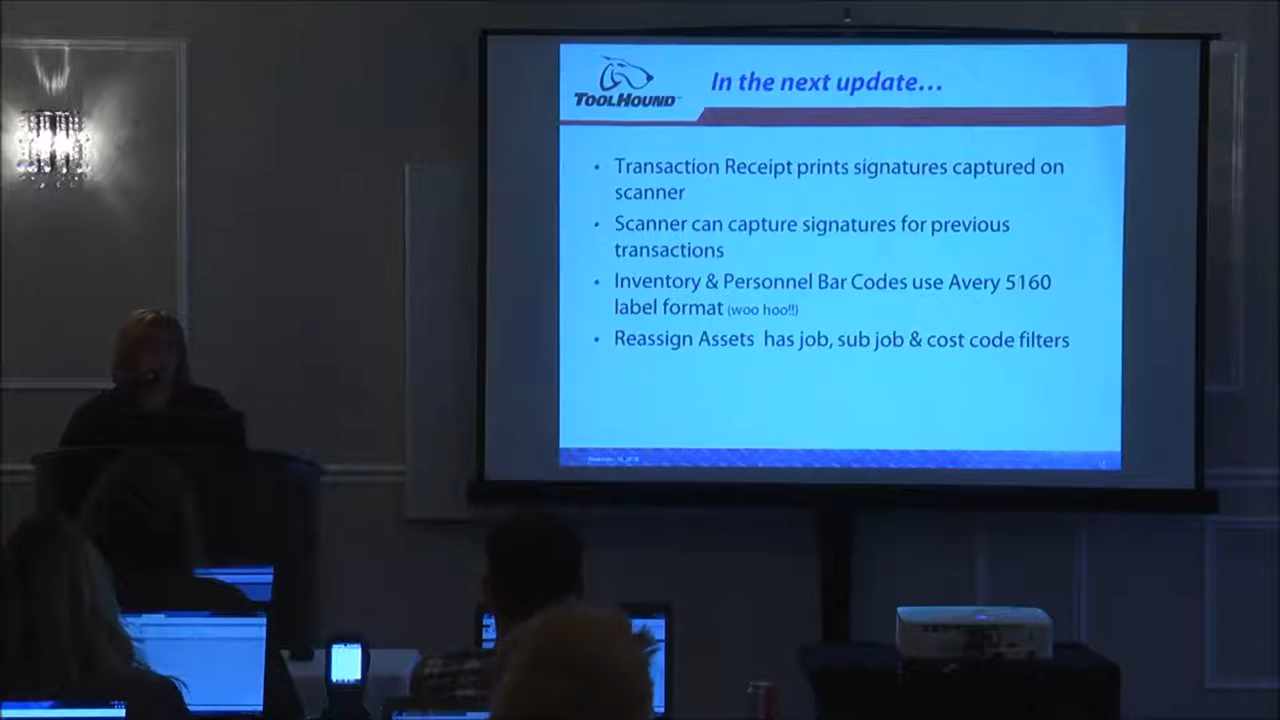 TOOLHOUND
In the next update...
• Transaction Receipt prints signatures captured on
scanner
• Scanner can capture signatures for previous
transactions
• Inventory & Personnel Bar Codes use Avery 5160
label format (woo hoo!!)
• Reassign Assets has job, sub job & cost code filters